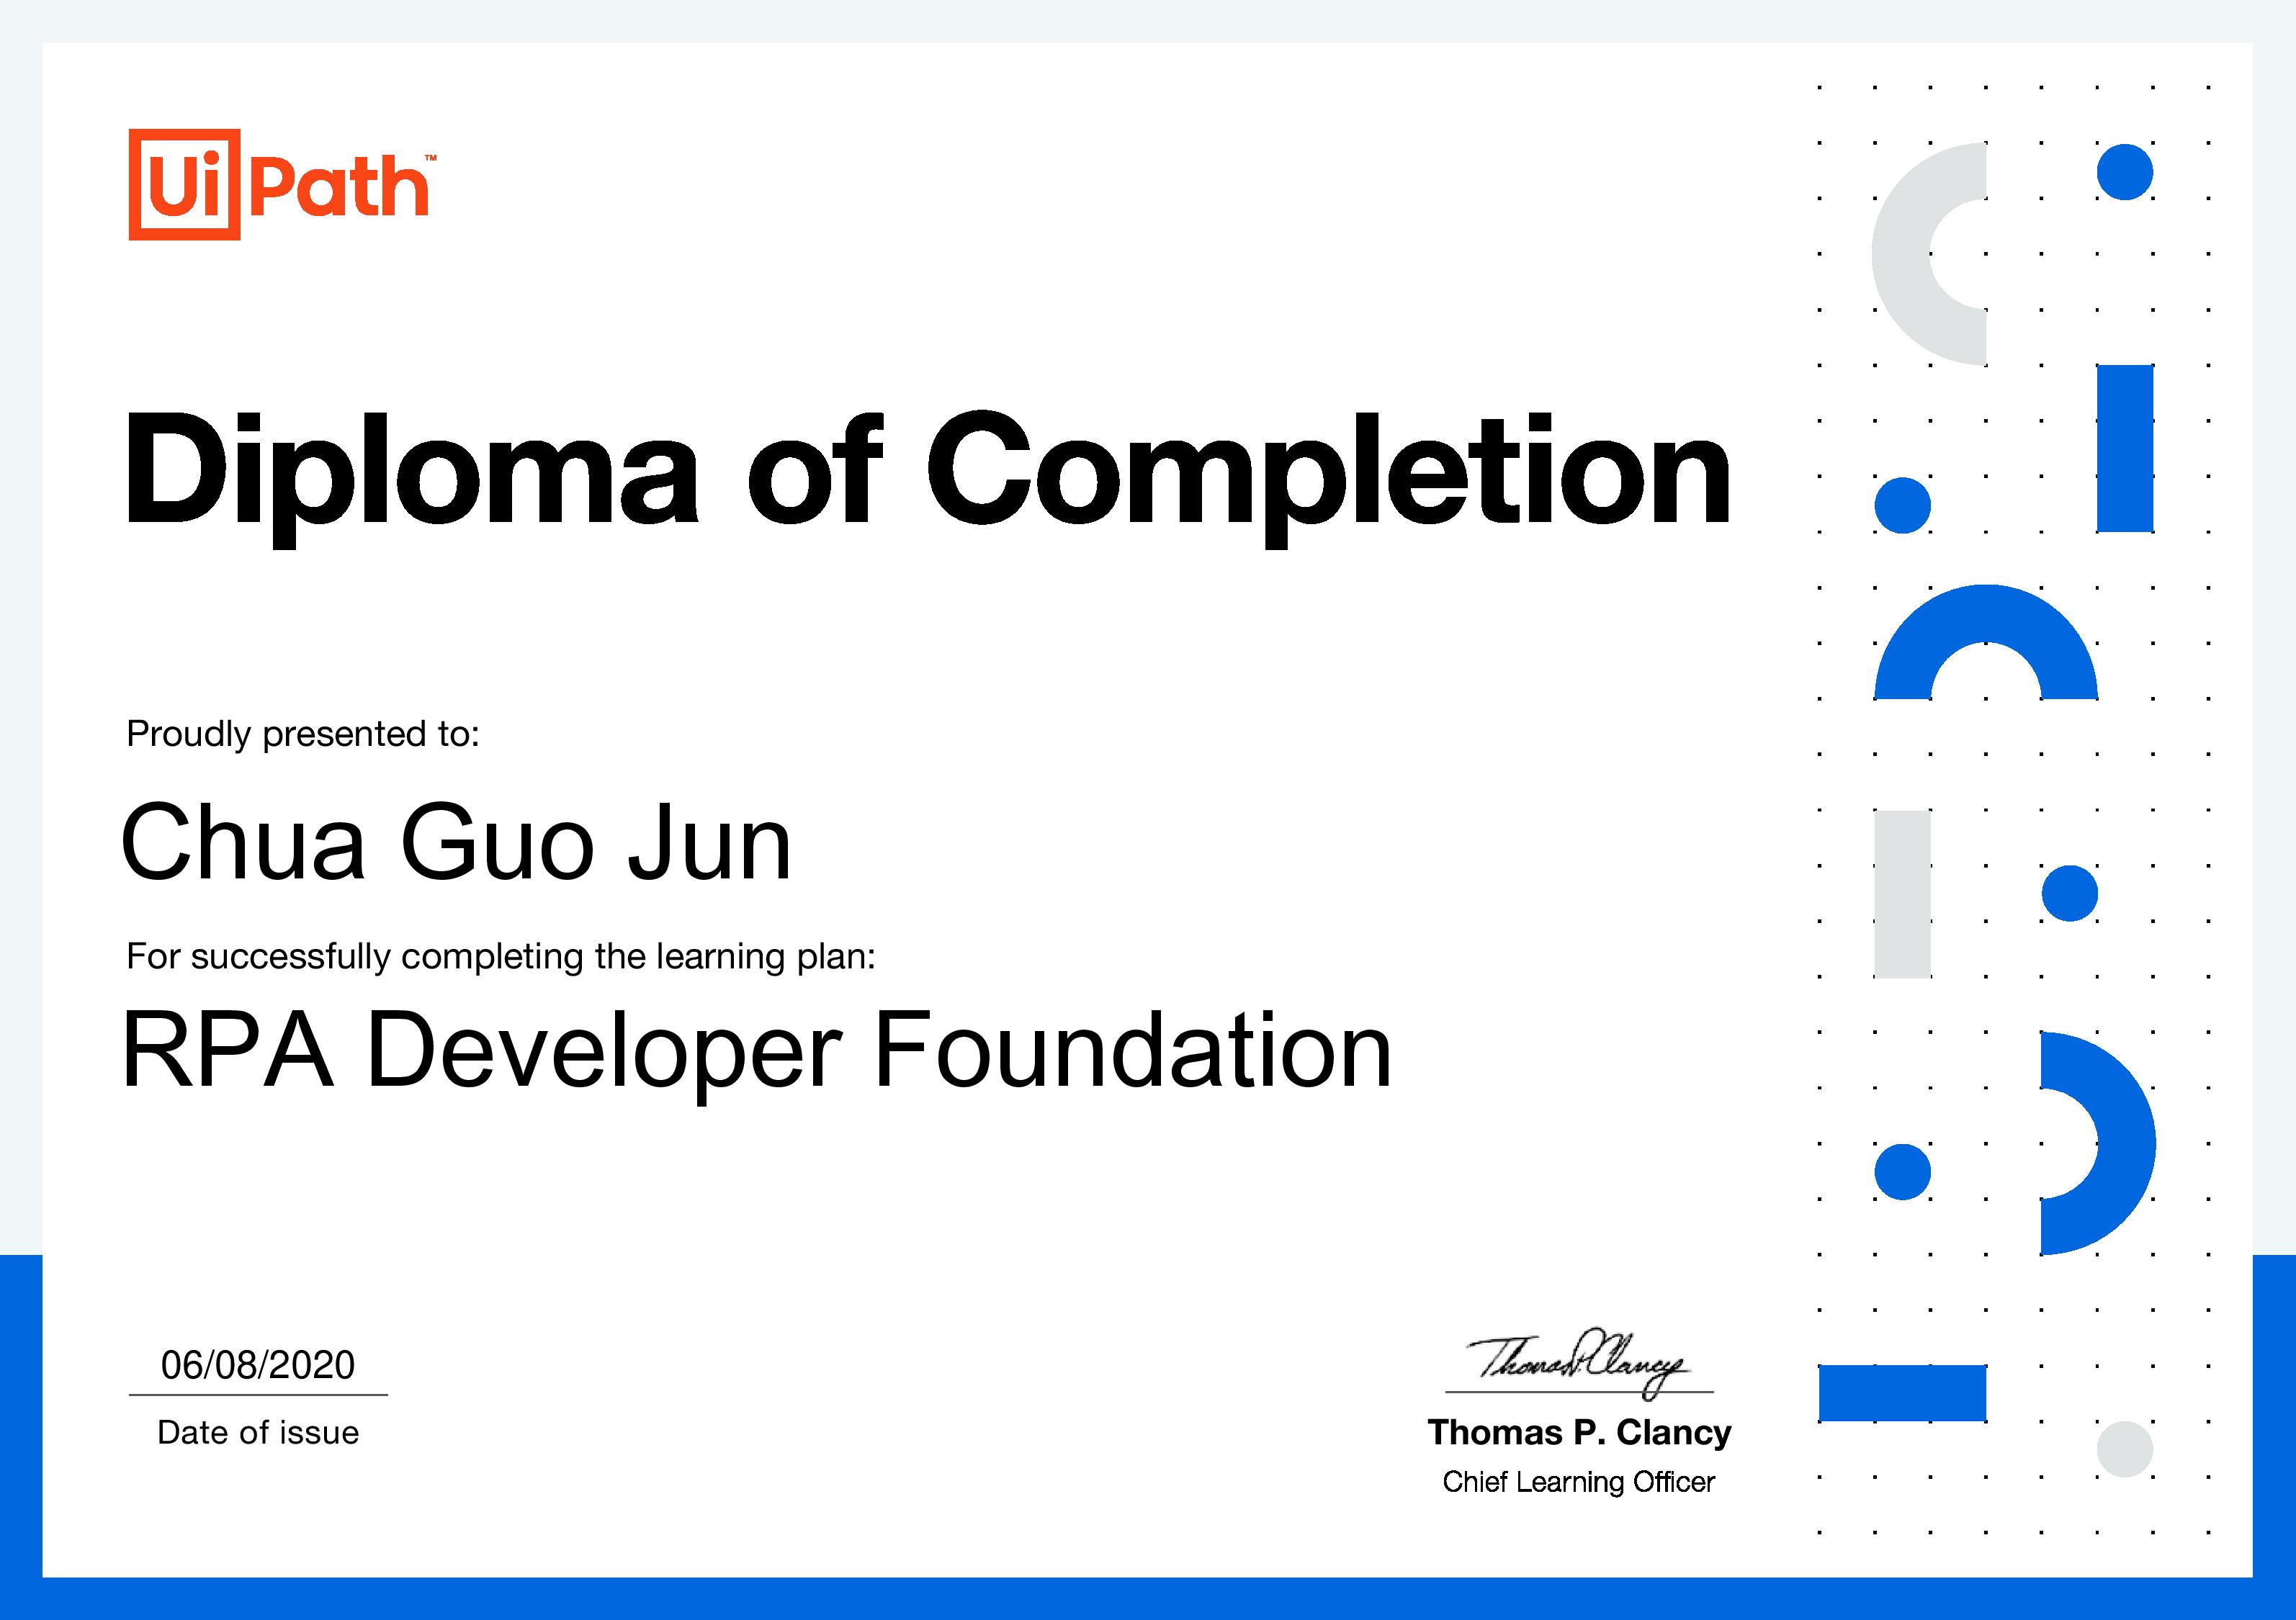 UiPath™
Diploma of Completion
Proudly presented to:
Chua Guo Jun
For successfully completing the learning plan:
RPA Developer Foundation
06/08/2020
Date of issue
Thomas P. Clancy
Thomas P. Clancy
Chief Learning Officer